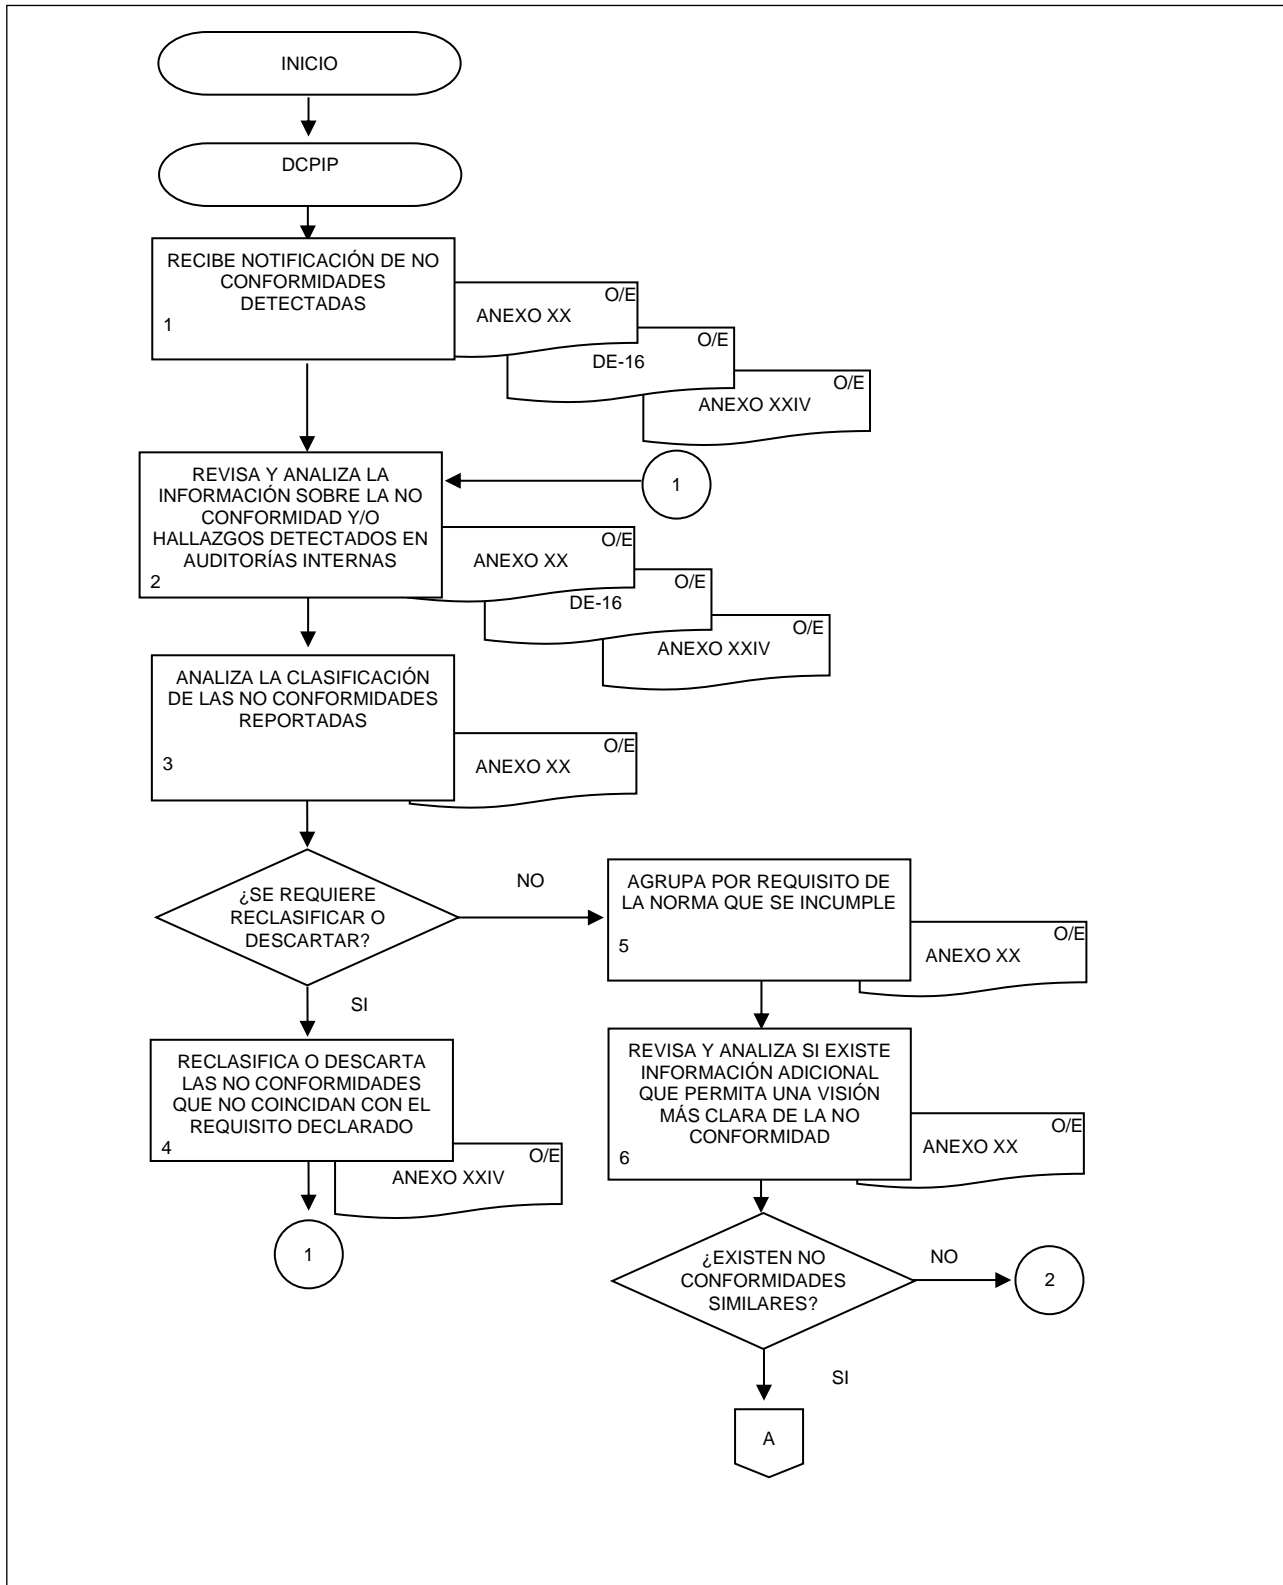 INICIO
DCPIP
RECIBE NOTIFICACIÓN DE NO
CONFORMIDADES
DETECTADAS
1
O/E
ANEXO XX
O/E
DE-16
O/E
ANEXO XXIV
REVISA Y ANALIZA LA
INFORMACIÓN SOBRE LA NO
CONFORMIDAD Y/O
HALLAZGOS DETECTADOS EN
AUDITORÍAS INTERNAS
2
1
O/E
ANEXO XX
O/E
DE-16
O/E
ANEXO XXIV
ANALIZA LA CLASIFICACIÓN
DE LAS NO CONFORMIDADES
REPORTADAS
3
O/E
ANEXO XX
¿SE REQUIERE
RECLASIFICAR O
DESCARTAR?
NO
SI
RECLASIFICA O DESCARTA
LAS NO CONFORMIDADES
QUE NO COINCIDAN CON EL
REQUISITO DECLARADO
4
O/E
ANEXO XXIV
1
AGRUPA POR REQUISITO DE
LA NORMA QUE SE INCUMPLE
5
O/E
ANEXO XX
REVISA Y ANALIZA SI EXISTE
INFORMACIÓN ADICIONAL
QUE PERMITA UNA VISIÓN
MÁS CLARA DE LA NO
CONFORMIDAD
6
O/E
ANEXO XX
¿EXISTEN NO
CONFORMIDADES
SIMILARES?
NO
2
SI
A